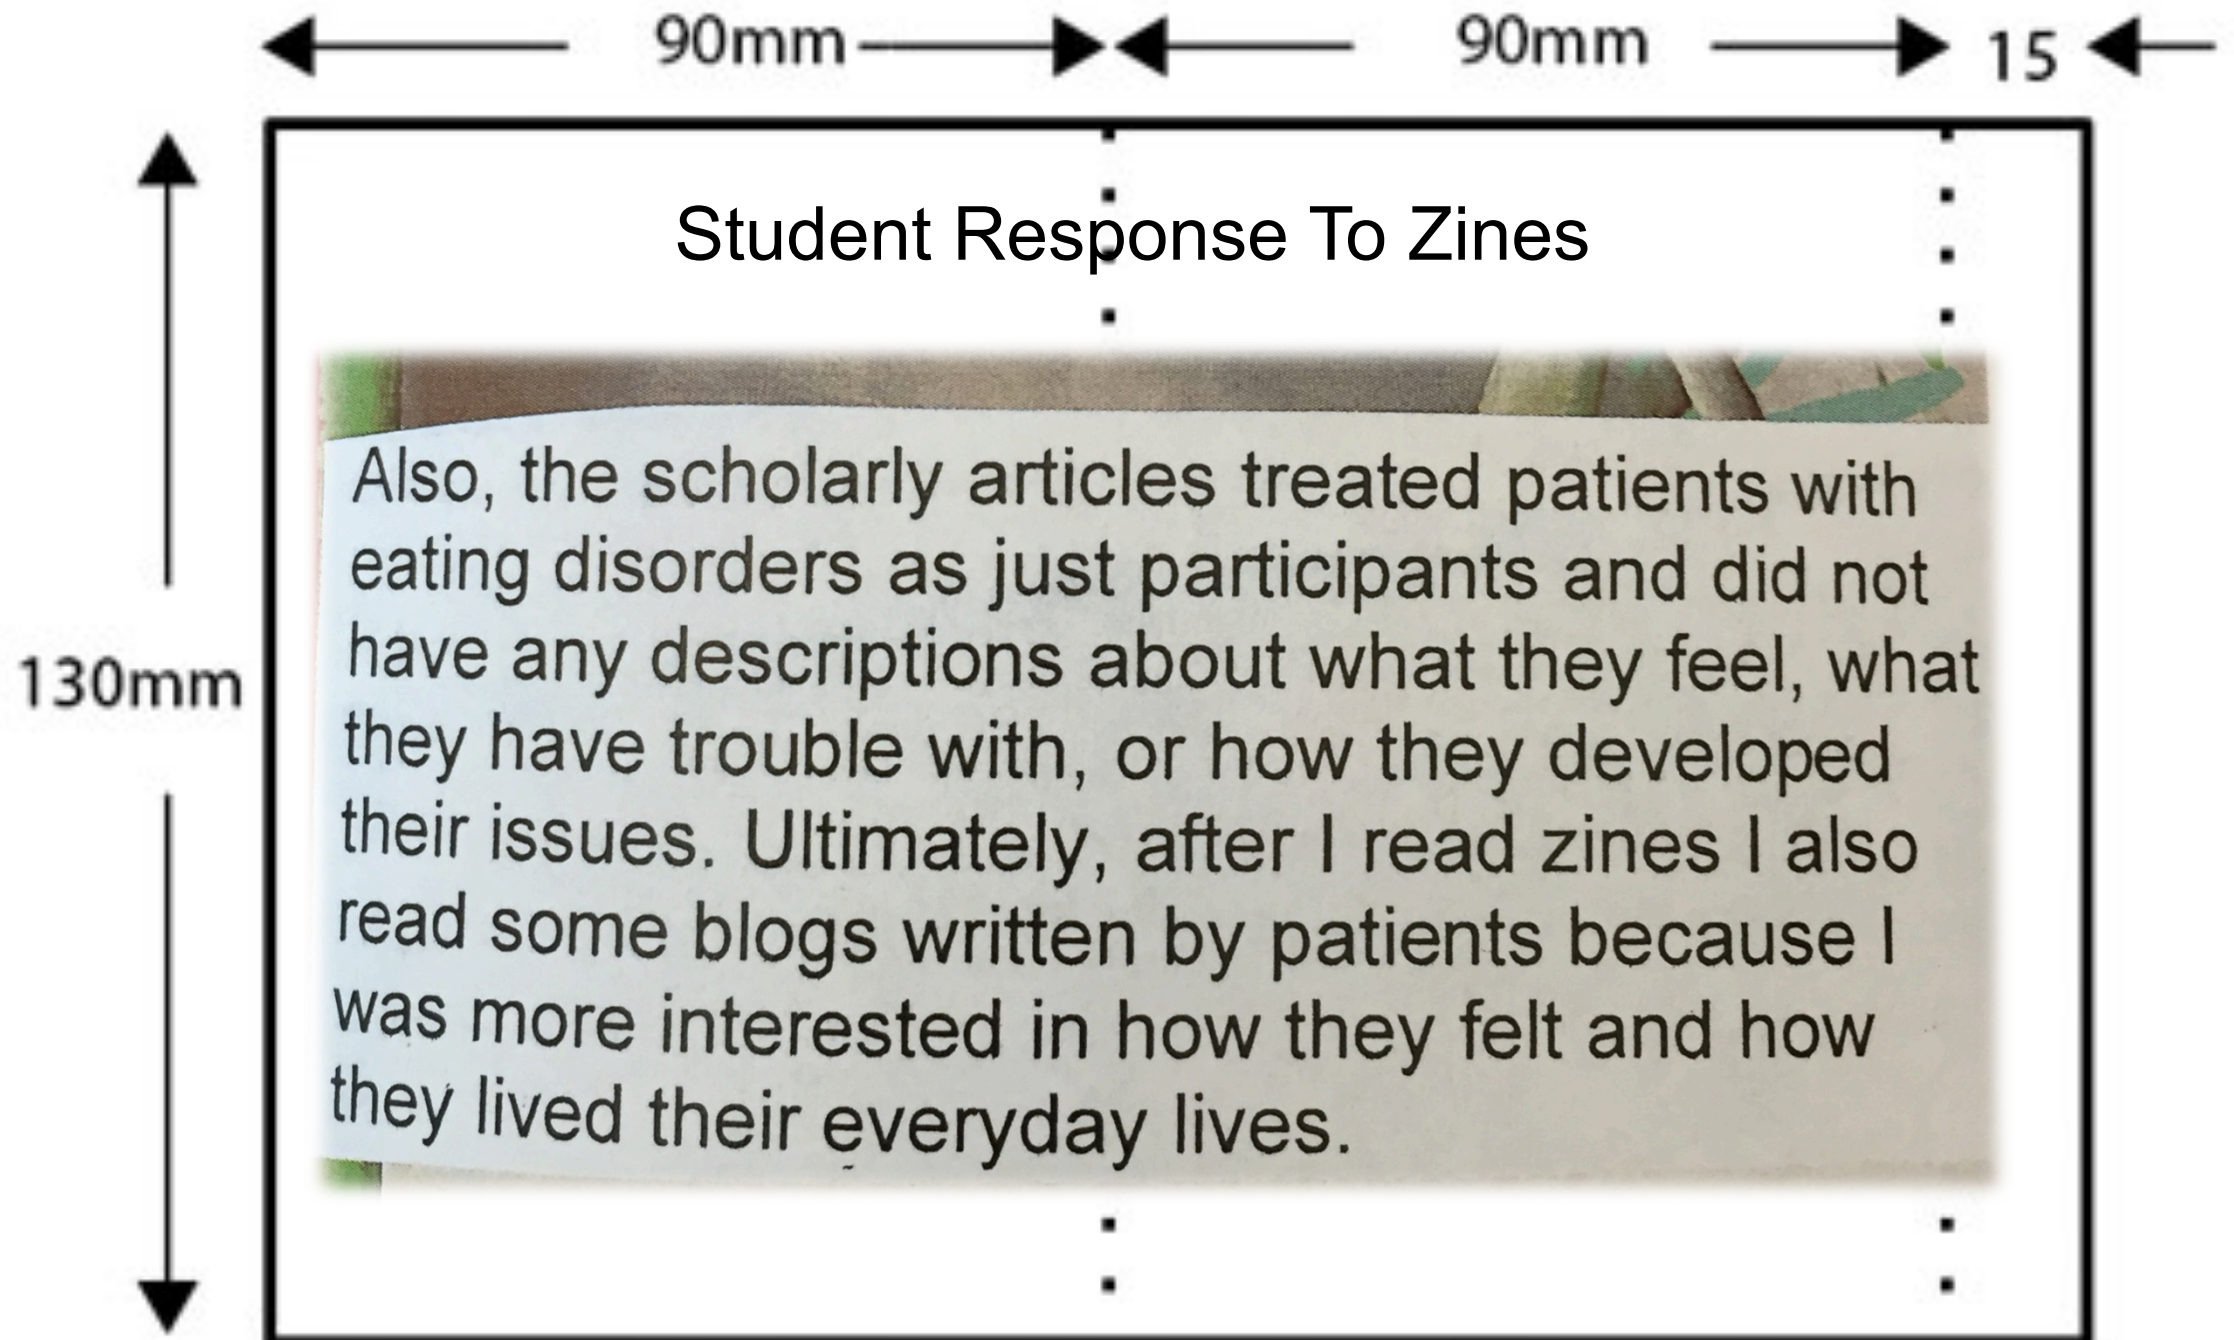 90mm 90mm 15
Student Response To Zines
130mm
Also, the scholarly articles treated patients with
eating disorders as just participants and did not
have any descriptions about what they feel, what
they have trouble with, or how they developed
their issues. Ultimately, after I read zines I also
read some blogs written by patients because I
was more interested in how they felt and how
they lived their everyday lives.